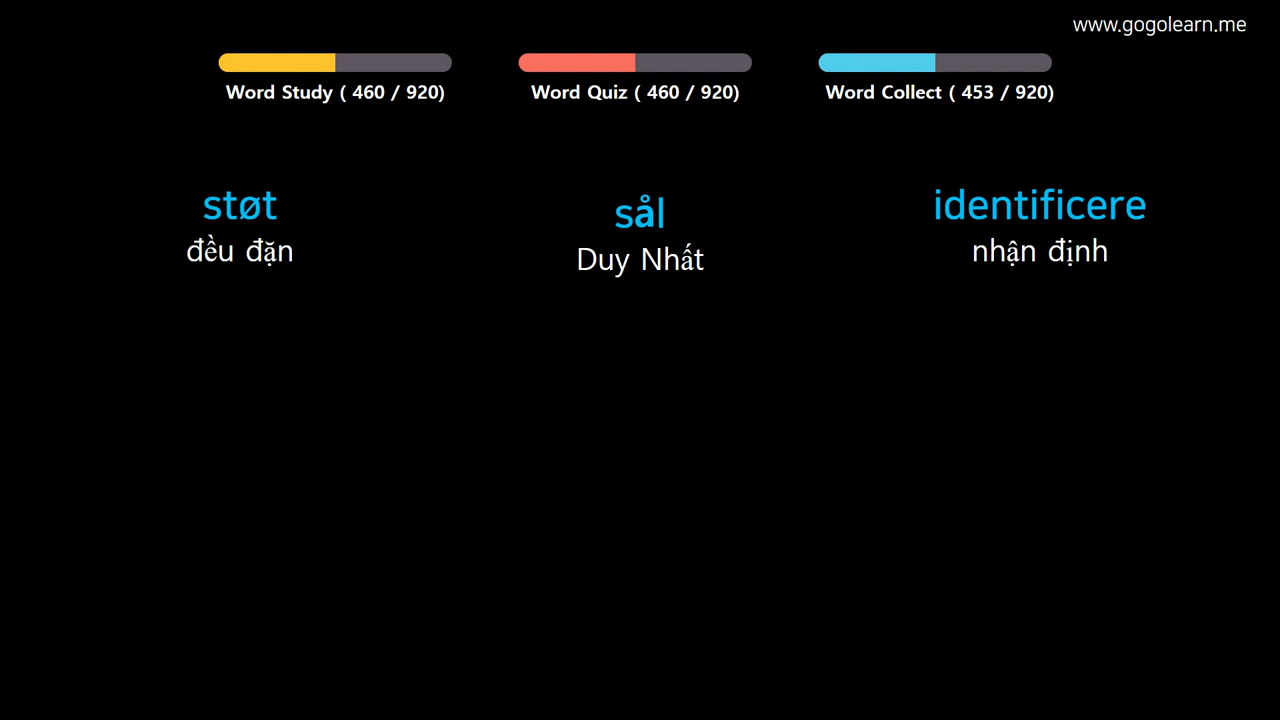 www.gogolearn.me
Word Study ( 460 / 920)
Word Quiz ( 460 / 920)
Word Collect ( 453 / 920)
støt
đều đặn
sål
Duy Nhất
identificere
nhận định